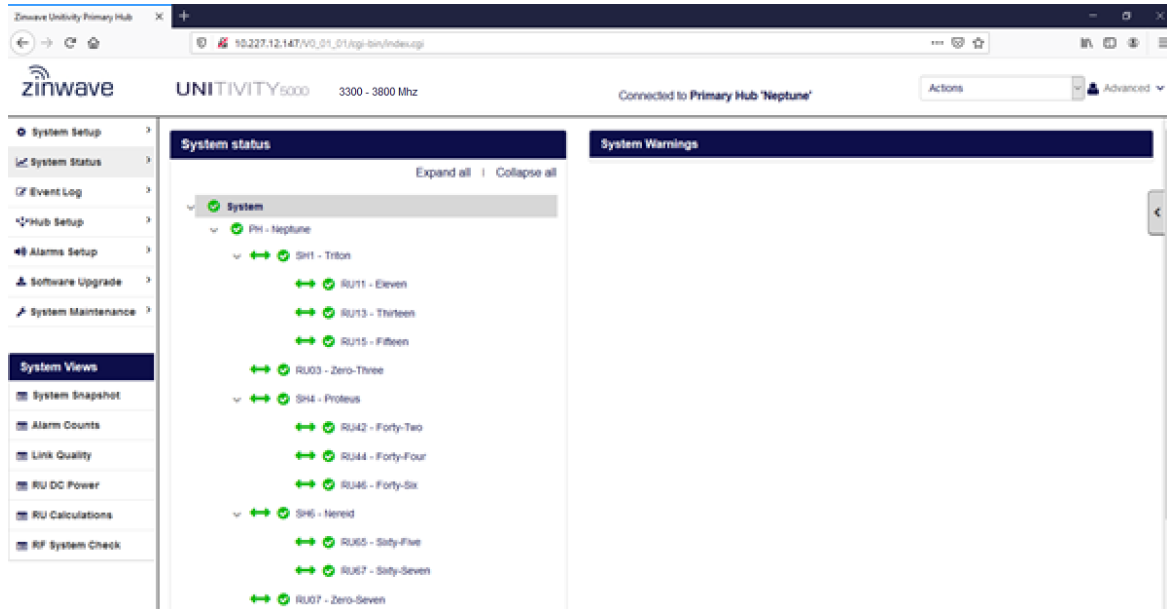 Zinwave Unitivity Primary Hub
10.227.12.147/V0_01_01/cgi-bin/index.cgi
zinwave
UNITIVITY5000
3300 - 3800 Mhz
Connected to Primary Hub 'Neptune'
Actions
Advanced
System Setup
System Status
Event Log
Hub Setup
Alarms Setup
Software Upgrade
System Maintenance
System Views
System Snapshot
Alarm Counts
Link Quality
RU DC Power
RU Calculations
RF System Check
System status
Expand all | Collapse all
System
PH - Neptune
SH1 - Triton
RU11 - Eleven
RU13 - Thirteen
RU15 - Fifteen
RU03 - Zero-Three
SH4 - Proteus
RU42 - Forty-Two
RU44 - Forty-Four
RU46 - Forty-Six
SH6 - Nereid
RU65 - Sixty-Five
RU67 - Sixty-Seven
RU07 - Zero-Seven
System Warnings